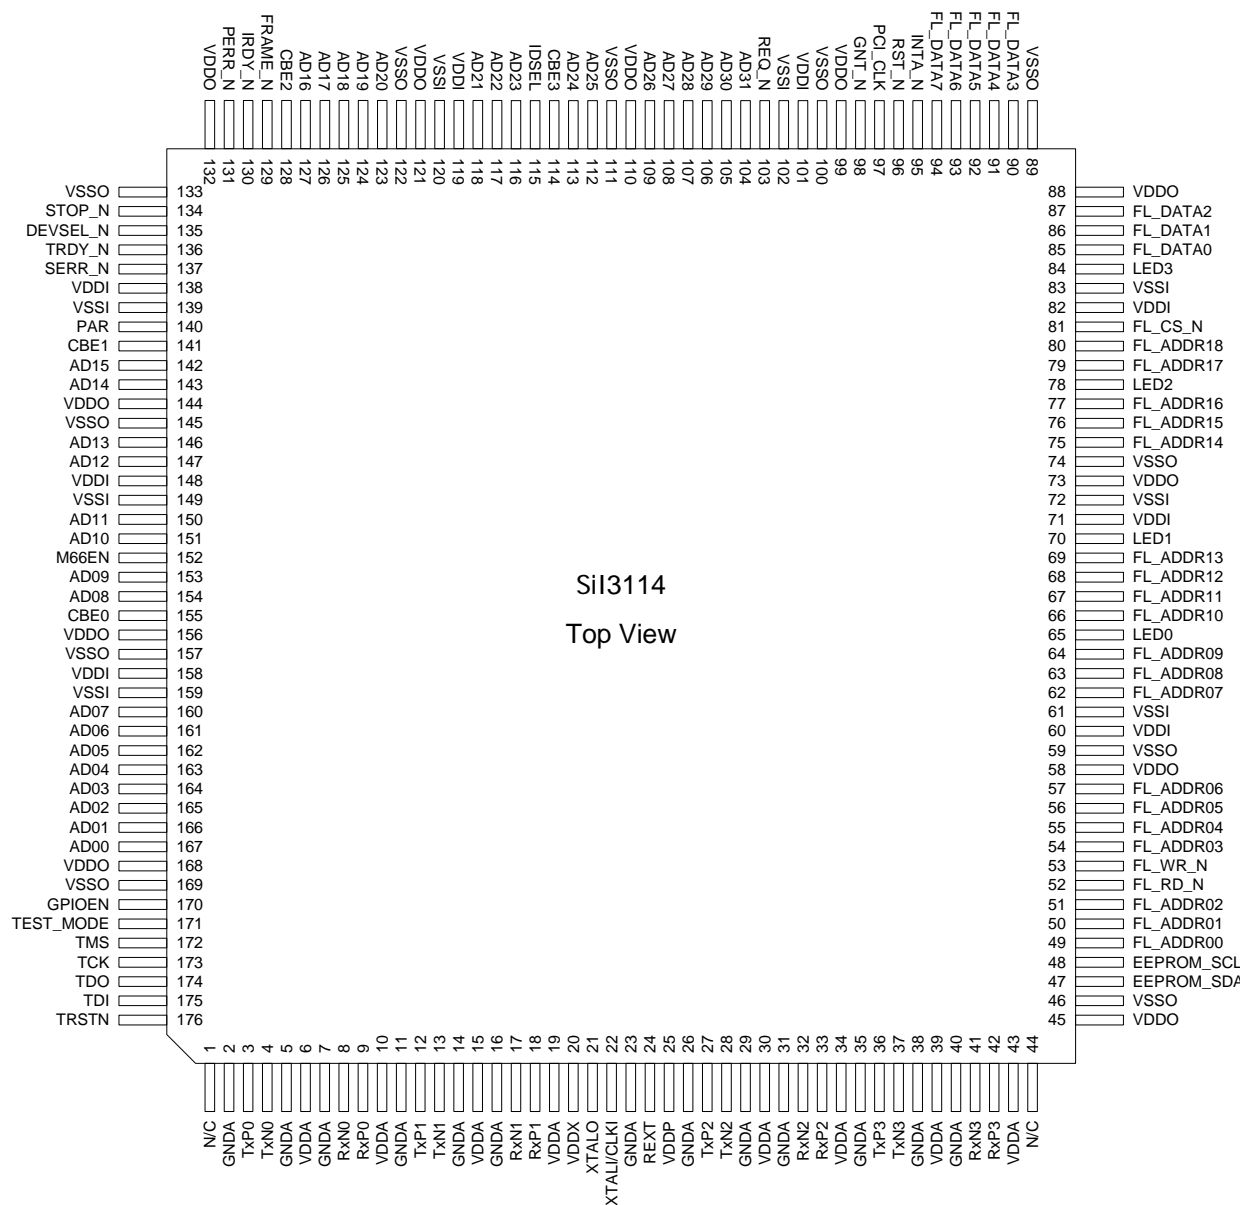 VDDO 132
PERR_N 131
IRDY_N 130
FRAME_N 129
CBE2 128
AD16 127
AD17 126
AD18 125
AD19 124
AD20 123
VSSO 122
VDDO 121
VSSI 120
VDDI 119
AD21 118
AD22 117
AD23 116
IDSEL 115
CBE3 114
AD24 113
AD25 112
VSSO 111
VDDO 110
AD26 109
AD27 108
AD28 107
AD29 106
AD30 105
AD31 104
REQ_N 103
VSSI 102
VDDI 101
VSSO 100
VDDO 99
GNT_N 98
PCI_CLK 97
RST_N 96
INTA_N 95
FL_DATA7 94
FL_DATA6 93
FL_DATA5 92
FL_DATA4 91
FL_DATA3 90
VSSO 89
VSSO 133
STOP_N 134
DEVSEL_N 135
TRDY_N 136
SERR_N 137
VDDI 138
VSSI 139
PAR 140
CBE1 141
AD15 142
AD14 143
VDDO 144
VSSO 145
AD13 146
AD12 147
VDDI 148
VSSI 149
AD11 150
AD10 151
M66EN 152
AD09 153
AD08 154
CBE0 155
VDDO 156
VSSO 157
VDDI 158
VSSI 159
AD07 160
AD06 161
AD05 162
AD04 163
AD03 164
AD02 165
AD01 166
AD00 167
VDDO 168
VSSO 169
GPIOEN 170
TEST_MODE 171
TMS 172
TCK 173
TDO 174
TDI 175
TRSTN 176
SiI3114
Top View
88 VDDO
87 FL_DATA2
86 FL_DATA1
85 FL_DATA0
84 LED3
83 VSSI
82 VDDI
81 FL_CS_N
80 FL_ADDR18
79 FL_ADDR17
78 LED2
77 FL_ADDR16
76 FL_ADDR15
75 FL_ADDR14
74 VSSO
73 VDDO
72 VSSI
71 VDDI
70 LED1
69 FL_ADDR13
68 FL_ADDR12
67 FL_ADDR11
66 FL_ADDR10
65 LED0
64 FL_ADDR09
63 FL_ADDR08
62 FL_ADDR07
61 VSSI
60 VDDI
59 VSSO
58 VDDO
57 FL_ADDR06
56 FL_ADDR05
55 FL_ADDR04
54 FL_ADDR03
53 FL_WR_N
52 FL_RD_N
51 FL_ADDR02
50 FL_ADDR01
49 FL_ADDR00
48 EEPROM_SCL
47 EEPROM_SDA
46 VSSO
45 VDDO
1 N/C
2 GNDA
3 TxP0
4 TxN0
5 GNDA
6 VDDA
7 GNDA
8 RxN0
9 RxP0
10 VDDA
11 GNDA
12 TxP1
13 TxN1
14 GNDA
15 VDDA
16 GNDA
17 RxN1
18 RxP1
19 VDDA
20 VDDX
21 XTALO
22 XTALI/CLKI
23 GNDA
24 REXT
25 VDDP
26 GNDA
27 TxP2
28 TxN2
29 GNDA
30 VDDA
31 GNDA
32 RxN2
33 RxP2
34 VDDA
35 GNDA
36 TxP3
37 TxN3
38 GNDA
39 VDDA
40 GNDA
41 RxN3
42 RxP3
43 VDDA
44 N/C